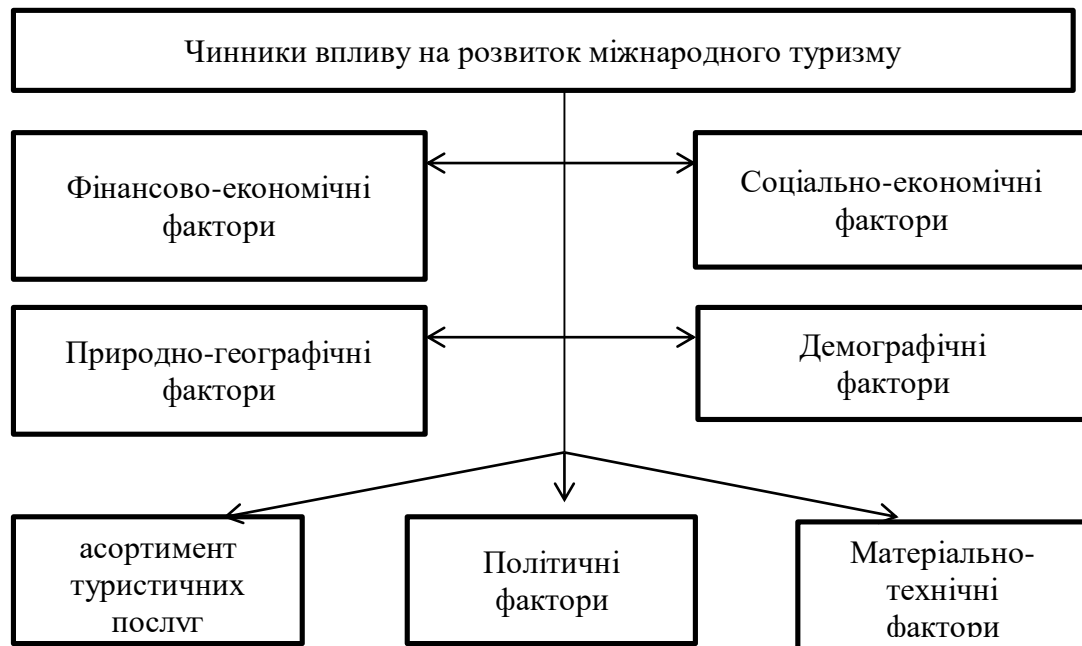 Чинники впливу на розвиток міжнародного туризму
Фінансово-економічні
фактори
Соціально-економічні
фактори
Природно-географічні
фактори
Демографічні
фактори
асортимент
туристичних
послуг
Політичні
фактори
Матеріально-
технічні
фактори